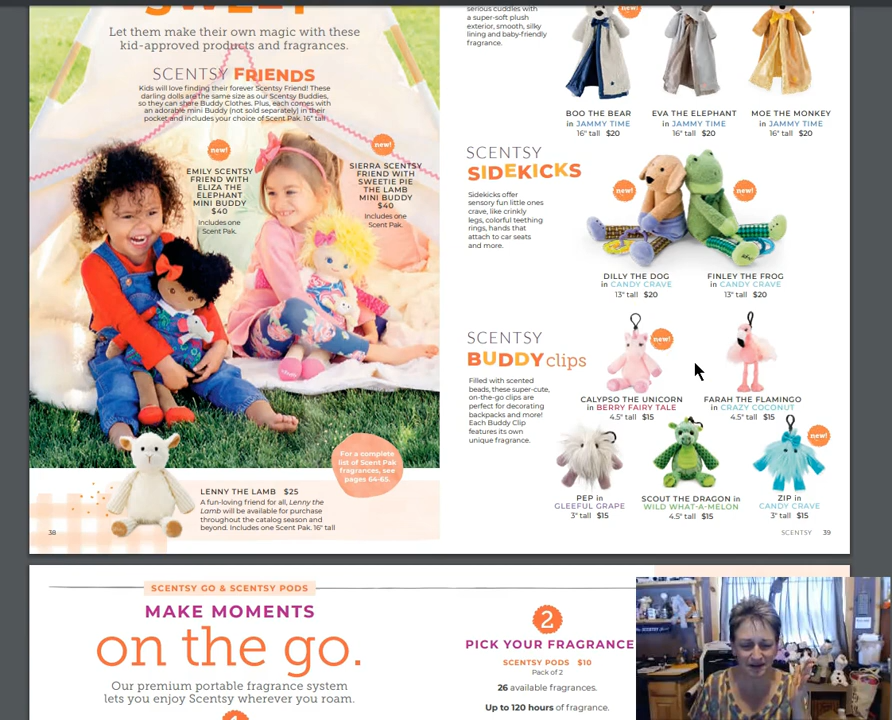 SWEET
Let them make their own magic with these
kid-approved products and fragrances.
SCENTSY FRIENDS
Kids will love finding their forever Scentsy Friend! These
darling dolls are the same size as our Scentsy Buddies,
so they can share Buddy Clothes. Plus, each comes with
an adorable mini Buddy (not sold separately) in their
pocket and includes your choice of Scent Pak. 16" tall
new!
EMILY SCENTSY
FRIEND WITH
ELIZA THE
ELEPHANT
MINI BUDDY
$40
Includes one
Scent Pak.
new!
SIERRA SCENTSY
FRIEND WITH
SWEETIE PIE
THE LAMB
MINI BUDDY
$40
Includes one
Scent Pak.
For a complete
list of Scent Pak
fragrances, see
pages 64-65.
LENNY THE LAMB $25
A fun-loving friend for all, Lenny the
Lamb will be available for purchase
throughout the catalog season and
beyond. Includes one Scent Pak. 16" tall
38
serious cuddles with
a super-soft plush
exterior, smooth, silky
lining and baby-friendly
fragrance.
new!
BOO THE BEAR
in JAMMY TIME
16" tall $20
EVA THE ELEPHANT
in JAMMY TIME
16" tall $20
MOE THE MONKEY
in JAMMY TIME
16" tall $20
SCENTSY
SIDEKICKS
Sidekicks offer
sensory fun little ones
crave, like crinkly
legs, colorful teething
rings, hands that
attach to car seats
and more.
new!
new!
DILLY THE DOG
in CANDY CRAVE
13" tall $20
FINLEY THE FROG
in CANDY CRAVE
13" tall $20
SCENTSY
BUDDY clips
Filled with scented
beads, these super-cute,
on-the-go clips are
perfect for decorating
backpacks and more!
Each Buddy Clip
features its own
unique fragrance.
new!
CALYPSO THE UNICORN
in BERRY FAIRY TALE
4.5" tall $15
FARAH THE FLAMINGO
in CRAZY COCONUT
4.5" tall $15
new!
PEP in
GLEEFUL GRAPE
3" tall $15
SCOUT THE DRAGON in
WILD WHAT-A-MELON
4.5" tall $15
ZIP in
CANDY CRAVE
3" tall $15
SCENTSY 39
SCENTSY GO & SCENTSY PODS
MAKE MOMENTS
on the go.
Our premium portable fragrance system
lets you enjoy Scentsy wherever you roam.
1
2
PICK YOUR FRAGRANCE
SCENTSY PODS $10
Pack of 2
26 available fragrances.
Up to 120 hours of fragrance.